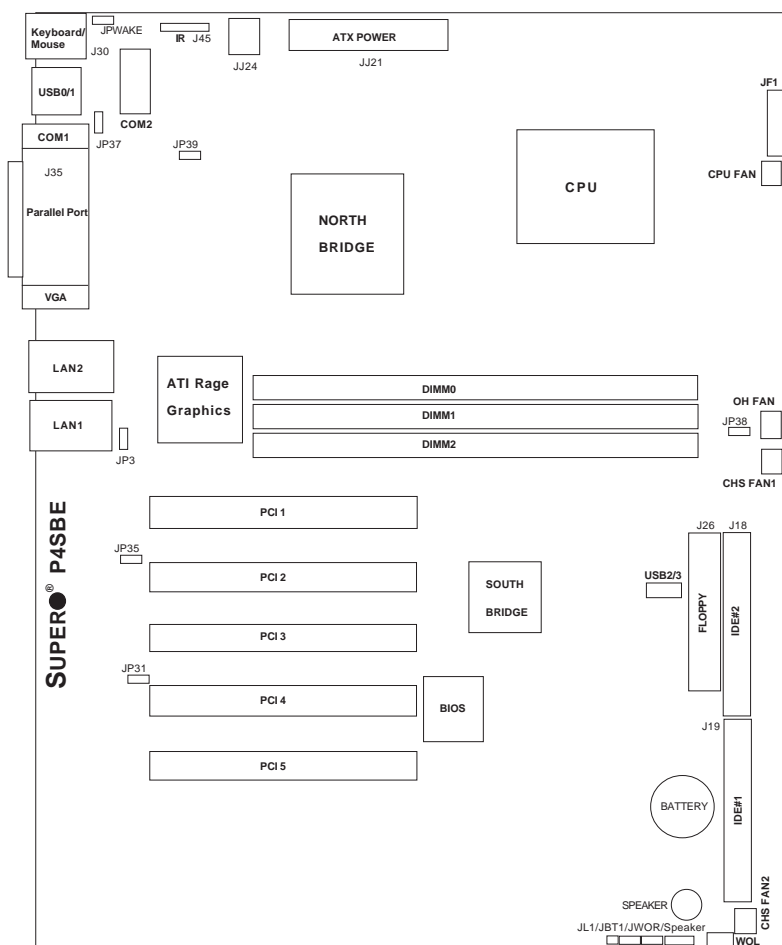 Keyboard/
Mouse
JPWAKE
J30
IR J45
JJ24
ATX POWER
JJ21
USB0/1
COM2
JF1
COM1
JP37
JP39
J35
CPU FAN
CPU
Parallel Port
NORTH
BRIDGE
VGA
LAN2
ATI Rage
Graphics
DIMM0
DIMM1
DIMM2
OH FAN
JP38
LAN1
JP3
CHS FAN1
PCI 1
J26 J18
JP35
PCI 2
SOUTH
BRIDGE
USB2/3
FLOPPY
IDE#2
SUPER® P4SBE
PCI 3
JP31
PCI 4
BIOS
J19
PCI 5
BATTERY
IDE#1
SPEAKER
CHS FAN2
JL1/JBT1/JWOR/Speaker
WOL